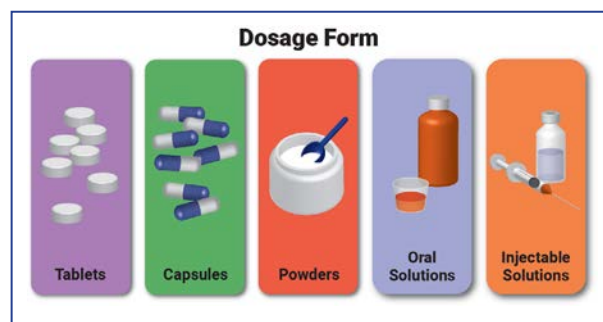 Dosage Form
Tablets
Capsules
Powders
Oral
Solutions
Injectable
Solutions